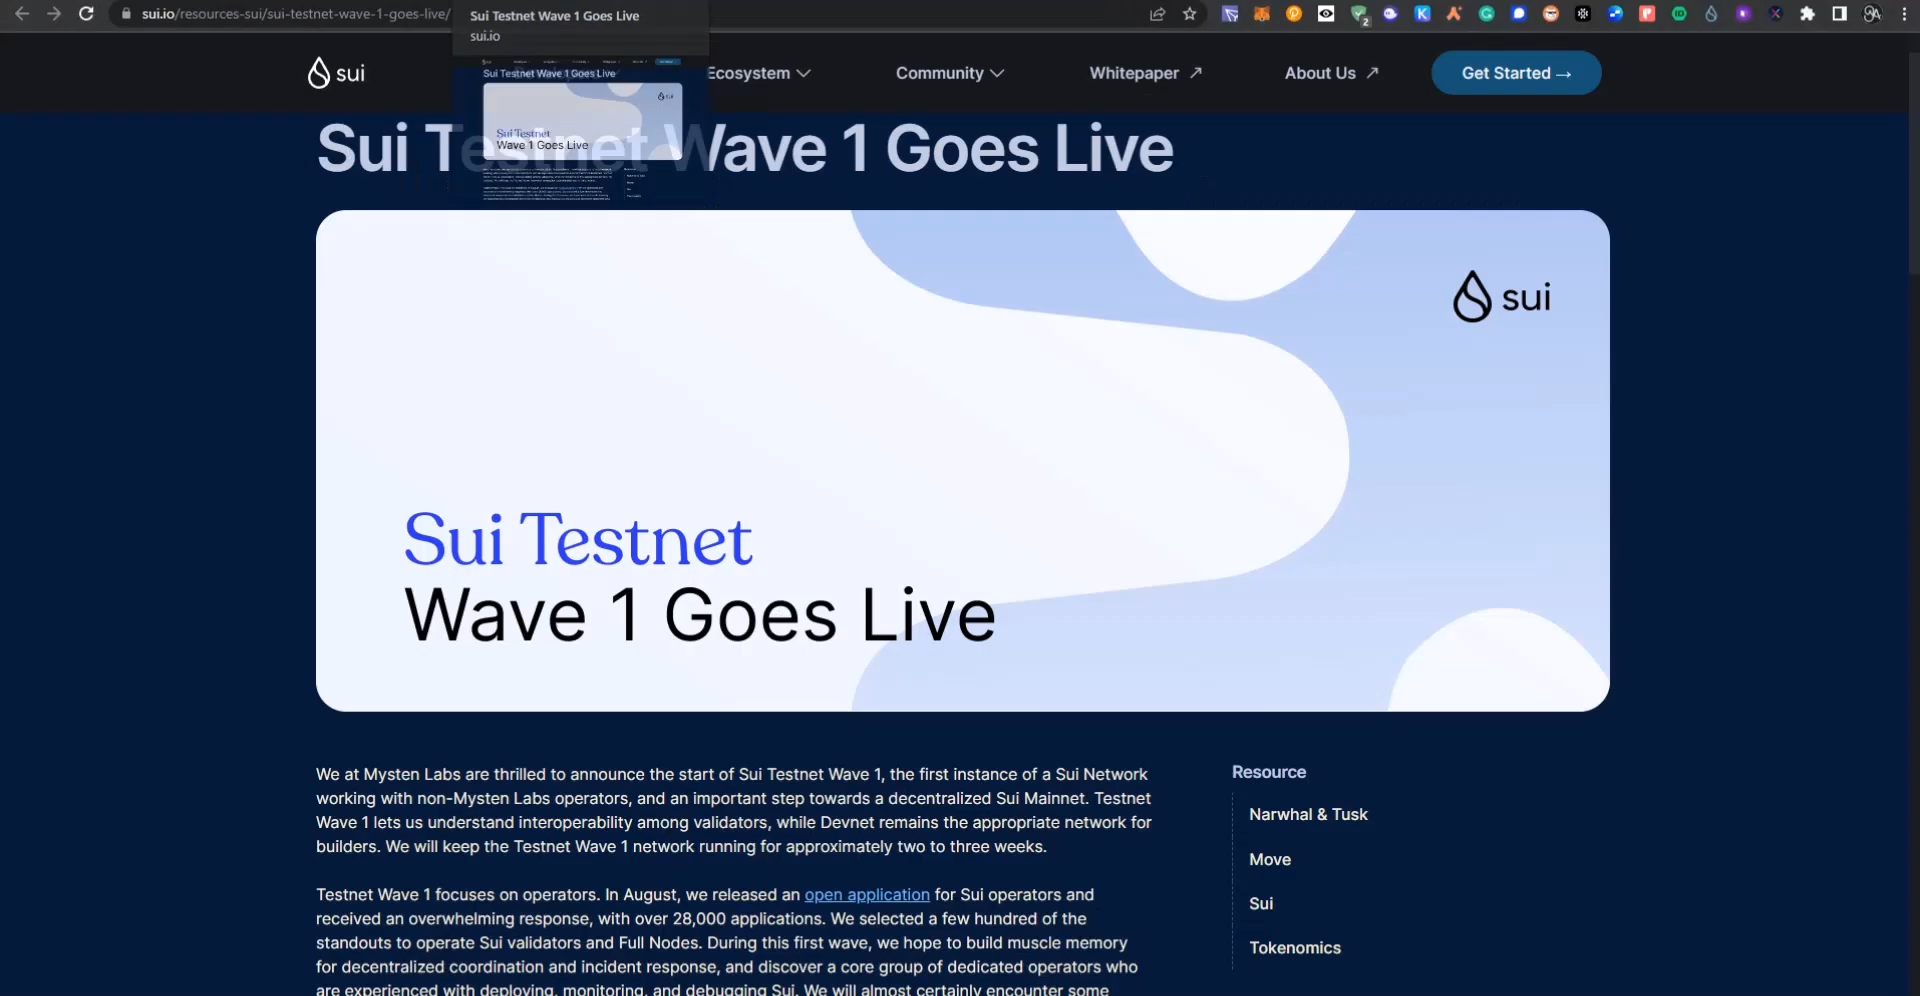 sui.io/resources-sui/sui-testnet-wave-1-goes-live/
Sui Testnet Wave 1 Goes Live
sui.io
2
sui
Ecosystem
Community
Whitepaper ↗
About Us ↗
Get Started →
Sui Testnet Wave 1 Goes Live
Sui Testnet
Wave 1 Goes Live
Sui Testnet Wave 1 Goes Live
sui
Sui Testnet
Wave 1 Goes Live
We at Mysten Labs are thrilled to announce the start of Sui Testnet Wave 1, the first instance of a Sui Network
working with non-Mysten Labs operators, and an important step towards a decentralized Sui Mainnet. Testnet
Wave 1 lets us understand interoperability among validators, while Devnet remains the appropriate network for
builders. We will keep the Testnet Wave 1 network running for approximately two to three weeks.
Testnet Wave 1 focuses on operators. In August, we released an open application for Sui operators and
received an overwhelming response, with over 28,000 applications. We selected a few hundred of the
standouts to operate Sui validators and Full Nodes. During this first wave, we hope to build muscle memory
for decentralized coordination and incident response, and discover a core group of dedicated operators who
are experienced with deploying, monitoring, and debugging Sui. We will almost certainly encounter some
Resource
Narwhal & Tusk
Move
Sui
Tokenomics